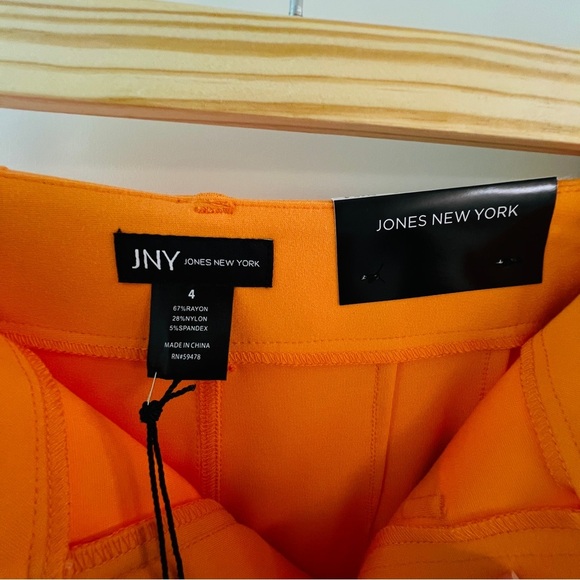 JONES NEW YORK
JNY JONES NEW YORK
4
67%RAYON
28%NYLON
5%SPANDEX
MADE IN CHINA
RN#59478